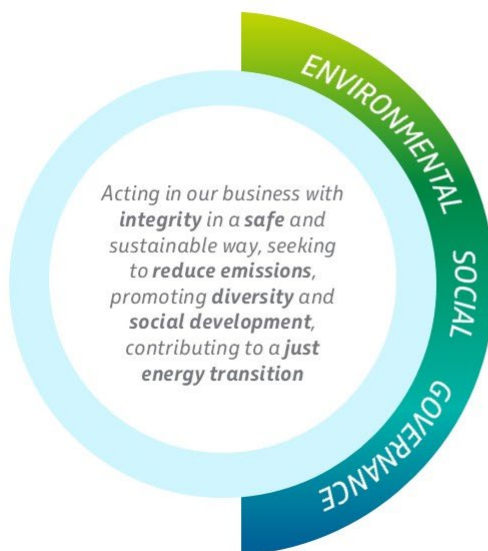 Acting in our business with
integrity in a safe and
sustainable way, seeking
to reduce emissions,
promoting diversity and
social development,
contributing to a just
energy transition
ENVIRONMENTAL
SOCIAL
GOVERNANCE